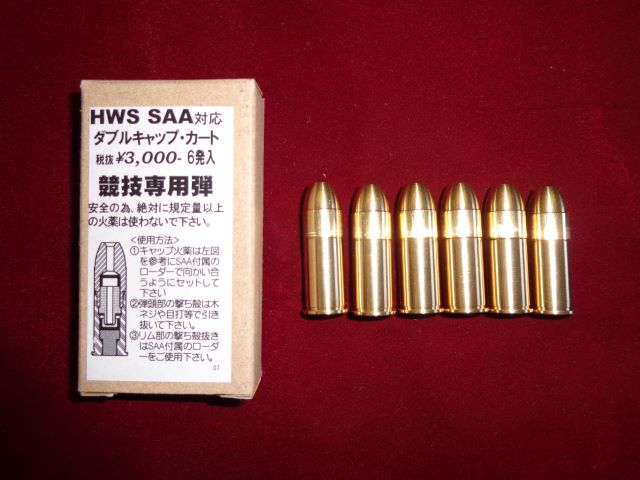 HWS SAA対応
ダブルキャップ・カート
税抜 ¥3,000- 6発入
競技専用弾
安全の為、絶対に規定量以上
の火薬は使わないで下さい。
<使用方法>
①キャップ火薬は左図
を参考にSAA付属の
ローダーで向かい合
うようにセットして
下さい
②弾頭部の撃ち殻は木
ネジや目打等で引き
抜いて下さい。
③リム部の撃ち殻抜き
はSAA付属のローダ
ーをご使用下さい。
07